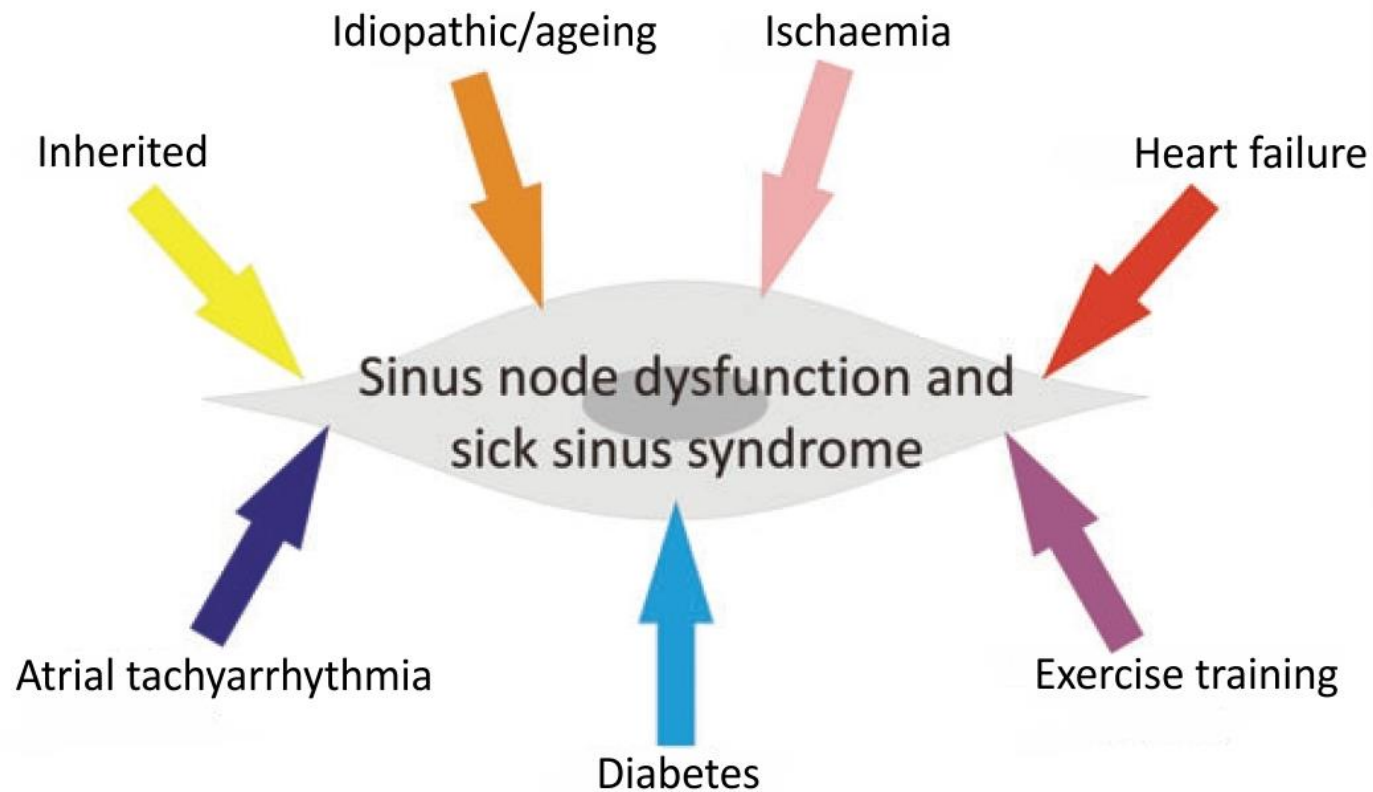 Idiopathic/ageing
Ischaemia
Inherited
Heart failure
Sinus node dysfunction and
sick sinus syndrome
Atrial tachyarrhythmia
Exercise training
Diabetes